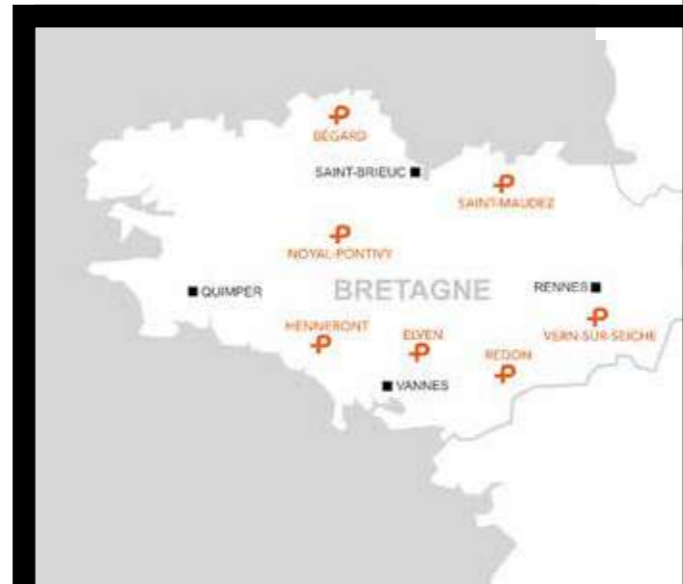 BÉGARD
SAINT-BRIEUC
SAINT-MAUDEZ
NOYAL-PONTIVY
QUIMPER
BRETAGNE
RENNES
HENNEBONT
ELVEN
VERN-SUR-SEICHE
REDON
VANNES